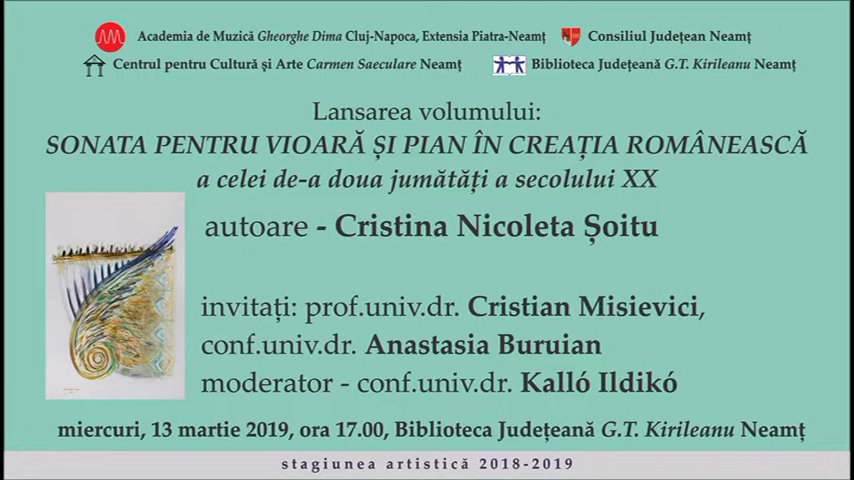 Academia de Muzică Gheorghe Dima Cluj-Napoca, Extensia Piatra-Neamț Consiliul Județean Neamț
Centrul pentru Cultură și Arte Carmen Saeculare Neamț Biblioteca Județeană G.T. Kirileanu Neamț
Lansarea volumului:
SONATA PENTRU VIOARĂ ȘI PIAN ÎN CREAȚIA ROMÂNEASCĂ
a celei de-a doua jumătăți a secolului XX
autoare - Cristina Nicoleta Șoitu
invitați: prof.univ.dr. Cristian Misievici,
conf.univ.dr. Anastasia Buruian
moderator - conf.univ.dr. Kalló Ildikó
miercuri, 13 martie 2019, ora 17.00, Biblioteca Județeană G.T. Kirileanu Neamț
stagiunea artistică 2018-2019